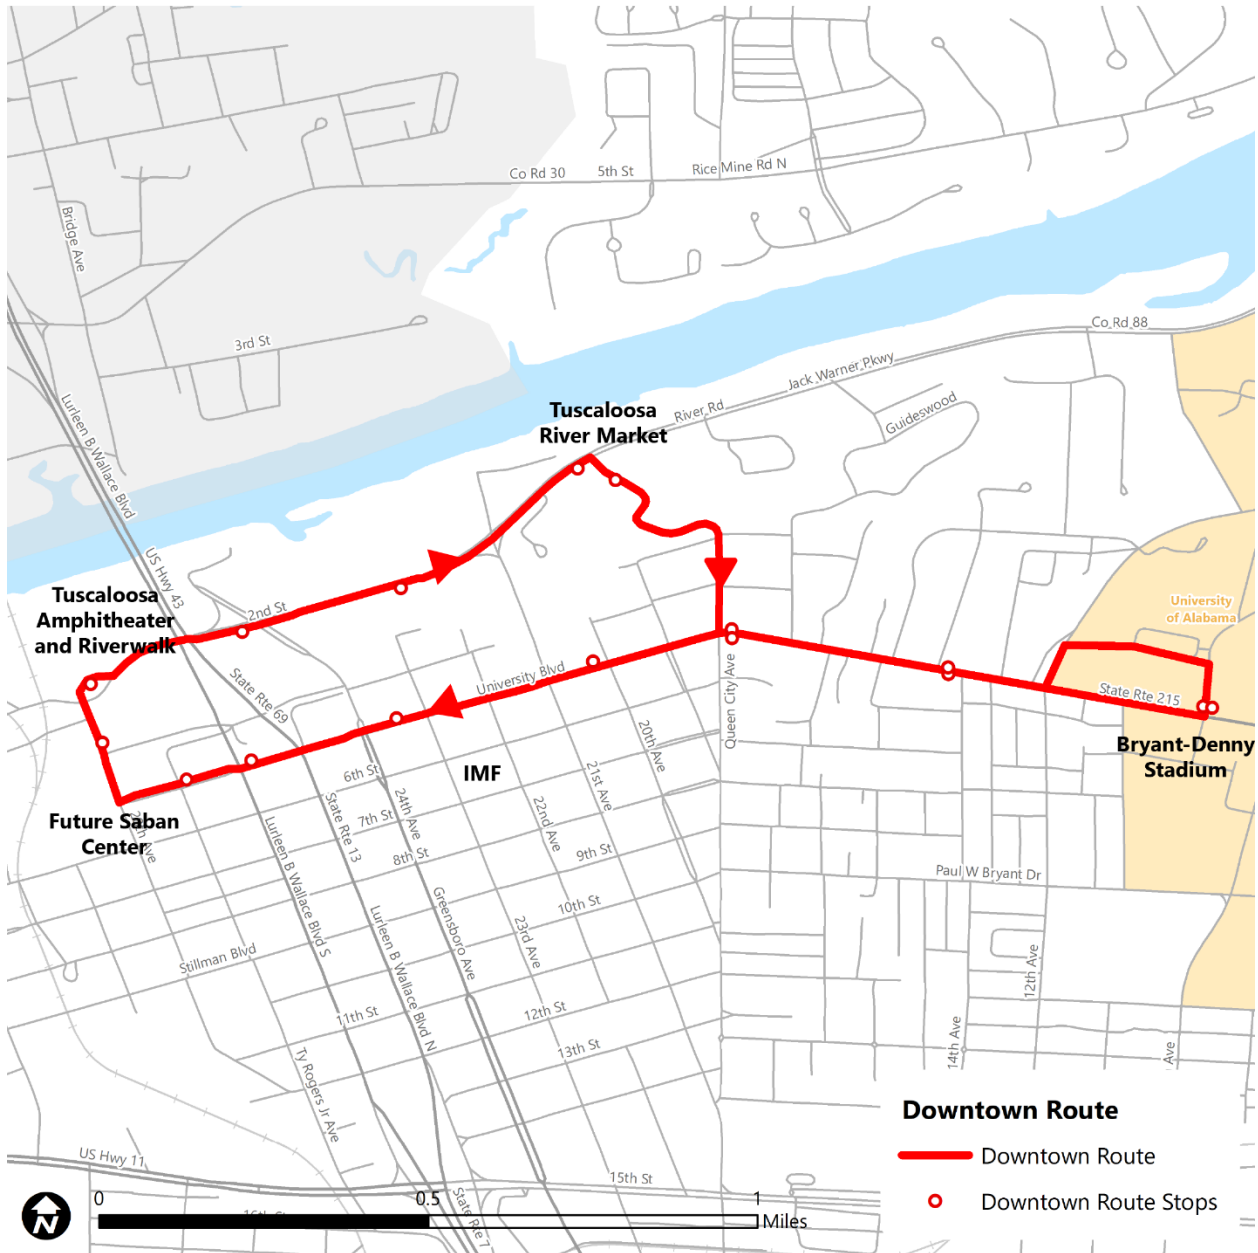 Co Rd 30
5th St
Rice Mine Rd N
Bridge Ave
3rd St
Co Rd 88
Jack Warner Pkwy
River Rd
Guideswood
Lurleen B Wallace Blvd
Tuscaloosa
River Market
US Hwy 43
Tuscaloosa
Amphitheater
and Riverwalk
2nd St
University
of Alabama
State Rte 69
University Blvd
Queen City Ave
State Rte 215
20th Ave
Bryant-Denny
Stadium
IMF
6th St
21st Ave
7th St
24th Ave
22nd Ave
State Rte 13
Future Saban
Center
Ave
8th St
9th St
Lurleen B Wallace Blvd S
Paul W Bryant Dr
10th St
Greensboro Ave
23rd Ave
Lurleen B Wallace Blvd N
Stillman Blvd
12th Ave
11th St
12th St
13th St
14th Ave
Ave
Ty Rogers Jr Ave
Downtown Route
Downtown Route
Downtown Route Stops
US Hwy 11
15th St
State Rte 7
N
0
0.5
1
Miles